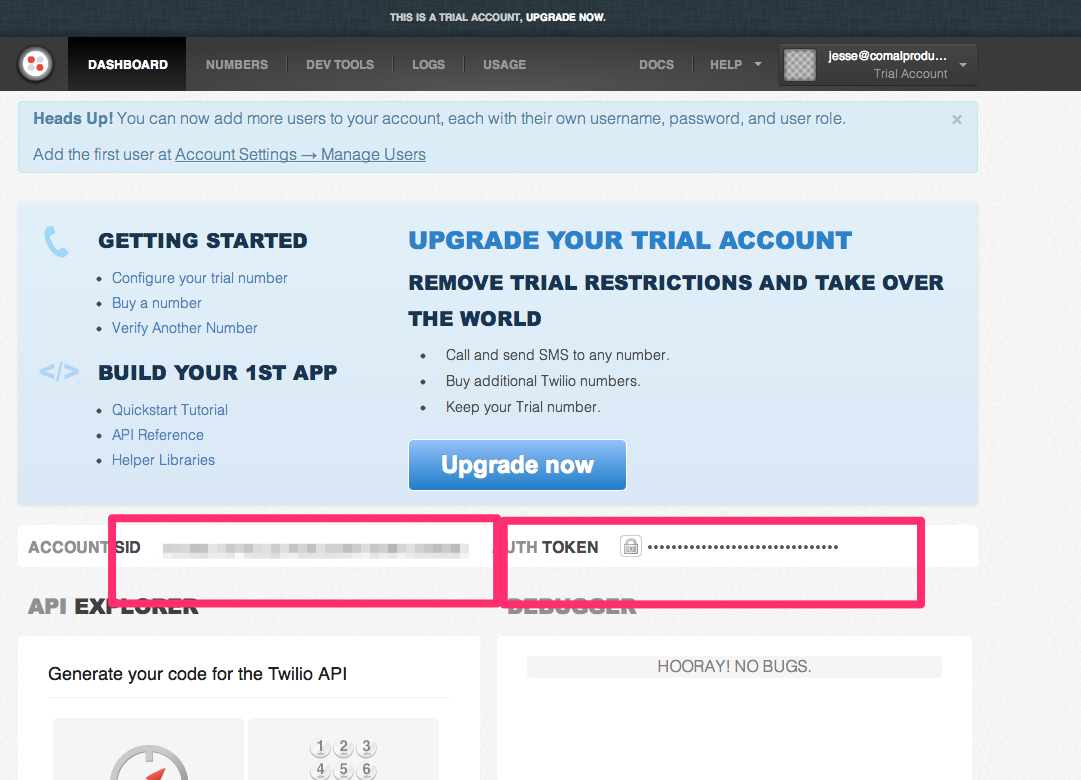 THIS IS A TRIAL ACCOUNT, UPGRADE NOW.
DASHBOARD NUMBERS DEV TOOLS LOGS USAGE DOCS HELP jesse@comalprodu...
Trial Account
Heads Up! You can now add more users to your account, each with their own username, password, and user role. ×
Add the first user at Account Settings → Manage Users
GETTING STARTED
• Configure your trial number
• Buy a number
• Verify Another Number
</> BUILD YOUR 1ST APP
• Quickstart Tutorial
• API Reference
• Helper Libraries
UPGRADE YOUR TRIAL ACCOUNT
REMOVE TRIAL RESTRICTIONS AND TAKE OVER
THE WORLD
• Call and send SMS to any number.
• Buy additional Twilio numbers.
• Keep your Trial number.
Upgrade now
ACCOUNT SID
UTH TOKEN ••••••••••••••••••••••••••••••••
API EXPLORER
DEBUGGER
Generate your code for the Twilio API
1 2 3
4 5 6
HOORAY! NO BUGS.